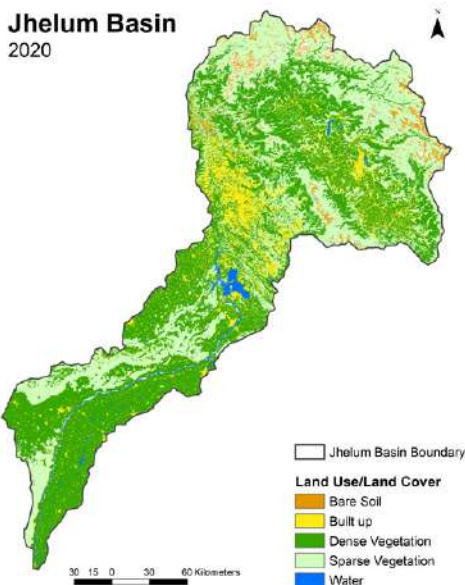 Jhelum Basin
2020
N
Jhelum Basin Boundary
Land Use/Land Cover
Bare Soil
Built up
Dense Vegetation
Sparse Vegetation
Water
30 15 0 30 60 Kilometers